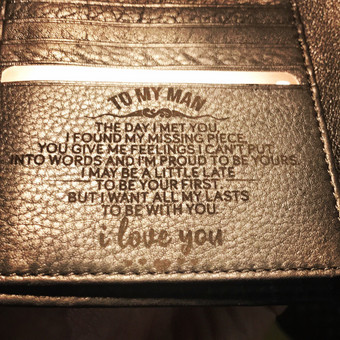 TO MY MAN
THE DAY I MET YOU,
I FOUND MY MISSING PIECE.
YOU GIVE ME FEELINGS I CAN'T PUT
INTO WORDS AND I'M PROUD TO BE YOURS.
I MAY BE A LITTLE LATE
TO BE YOUR FIRST.
BUT I WANT ALL MY LASTS
TO BE WITH YOU.
i love you